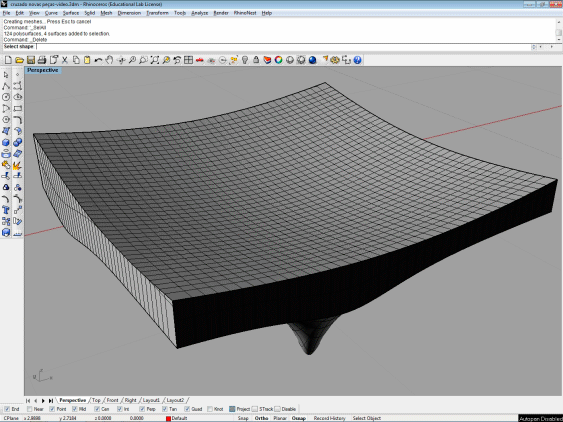 cruzado novas peças-video.3dm - Rhinoceros (Educational Lab License)
File Edit View Curve Surface Solid Mesh Dimension Transform Tools Analyze Render RhinoNest Help
Creating meshes... Press Esc to cancel
Command: '_SelAll
124 polysurfaces, 4 surfaces added to selection.
Command: _Delete
Select shape
Perspective
Perspective Top Front Right Layout1 Layout2
End Near Point Mid Cen Int Perp Tan Quad Knot Project STrack Disable
CPlane x 2.8888 y 2.7184 z 0.0000 0.0000 Default Snap Ortho Planar Osnap Record History Select Object
Autopan Disabled